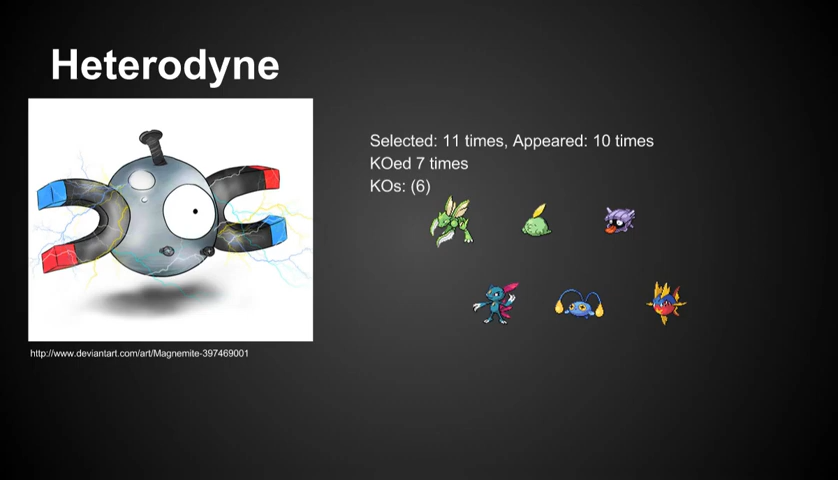 Heterodyne
Selected: 11 times, Appeared: 10 times
KOed 7 times
KOs: (6)
http://www.deviantart.com/art/Magnemite-397469001